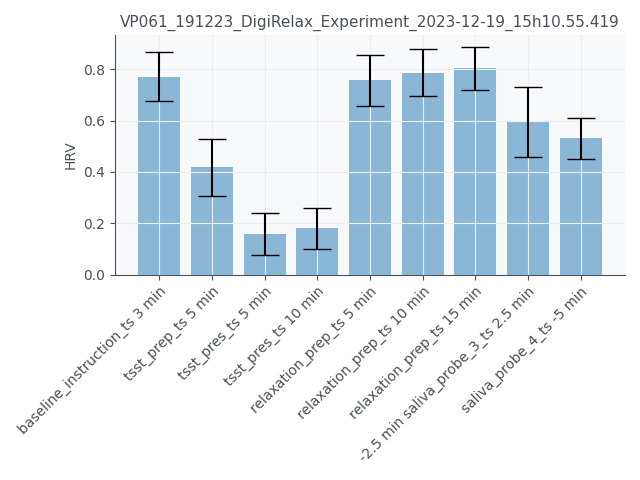 VP061_191223_DigiRelax_Experiment_2023-12-19_15h10.55.419
HRV
0.8
0.6
0.4
0.2
0.0
baseline_instruction_ts 3 min
tsst_prep_ts 5 min
tsst_pres_ts 5 min
tsst_pres_ts 10 min
relaxation_prep_ts 5 min
relaxation_prep_ts 10 min
relaxation_prep_ts 15 min
-2.5 min saliva_probe_3_ts 2.5 min
saliva_probe_4_ts -5 min